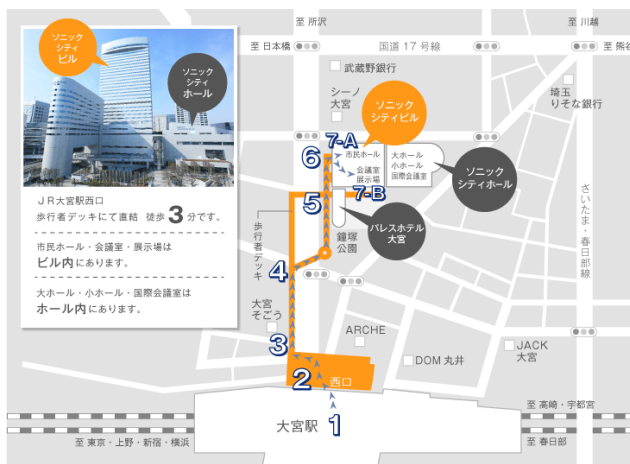 ソニック
シティ
ビル
ソニック
シティ
ホール
JR大宮駅西口
歩行者デッキにて直結 徒歩3分です。
市民ホール・会議室・展示場は
ビル内にあります。
大ホール・小ホール・国際会議室は
ホール内にあります。
至 所沢
至 川越
至 日本橋
国道17号線
至 熊谷
武蔵野銀行
シーノ
大宮
ソニック
シティビル
埼玉
りそな銀行
7-A
6
市民ホール
会議室
展示場
大ホール
小ホール
国際会議室
ソニック
シティホール
7-B
5
パレスホテル
大宮
鐘塚
公園
歩行者デッキ
さいたま・春日部線
4
大宮
そごう
3
ARCHE
DOM 丸井
JACK
大宮
2
西口
1
大宮駅
至 高崎・宇都宮
至 東京・上野・新宿・横浜
至 春日部